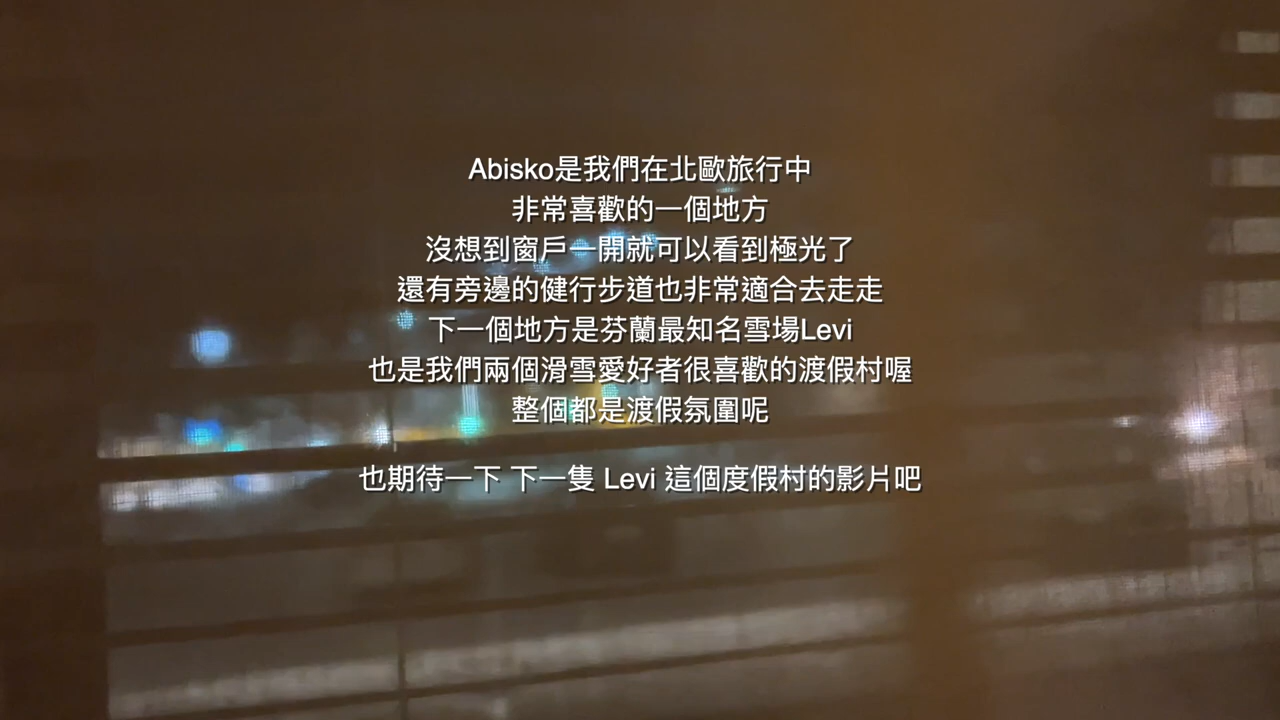 Abisko是我們在北歐旅行中
非常喜歡的一個地方
沒想到窗戶一開就可以看到極光了
還有旁邊的健行步道也非常適合去走走
下一個地方是芬蘭最知名雪場Levi
也是我們兩個滑雪愛好者很喜歡的渡假村喔
整個都是渡假氛圍呢
也期待一下 下一隻 Levi 這個度假村的影片吧